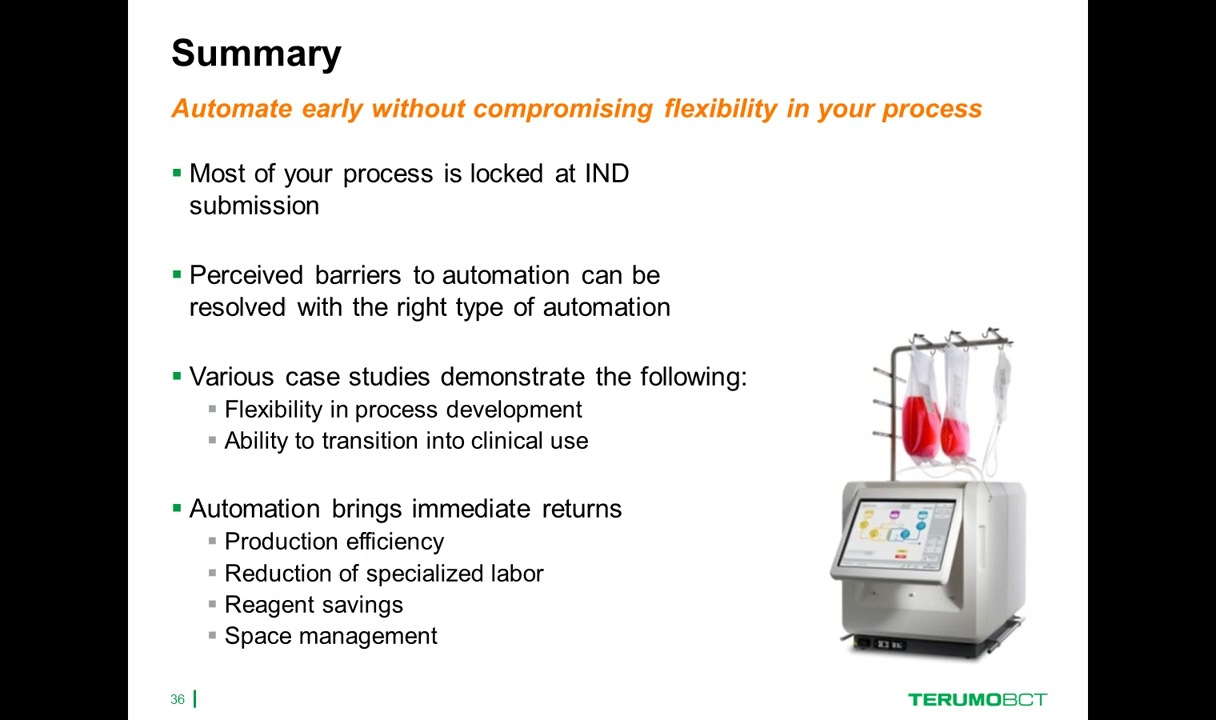 Summary
Automate early without compromising flexibility in your process
▪ Most of your process is locked at IND
submission
▪ Perceived barriers to automation can be
resolved with the right type of automation
▪ Various case studies demonstrate the following:
▪ Flexibility in process development
▪ Ability to transition into clinical use
▪ Automation brings immediate returns
▪ Production efficiency
▪ Reduction of specialized labor
▪ Reagent savings
▪ Space management
36
TERUMOBCT